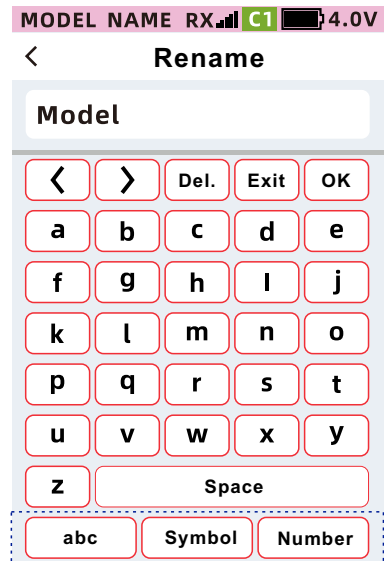 MODEL NAME RX C1 4.0V
< Rename
Model
< > Del. Exit OK
a b c d e
f g h I j
k l m n o
p q r s t
u v w x y
z Space
abc Symbol Number